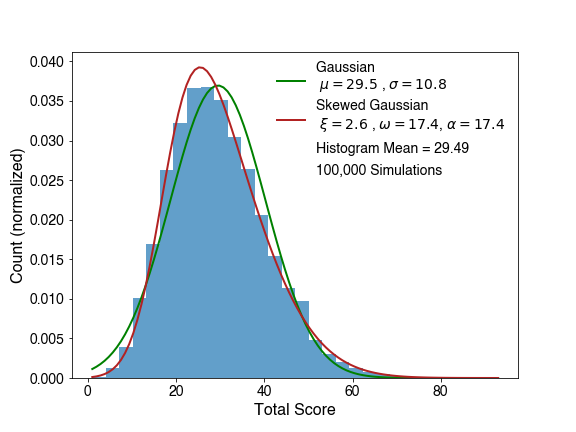 0.040
0.035
0.030
0.025
0.020
0.015
0.010
0.005
0.000
Count (normalized)
Gaussian
μ = 29.5 , σ = 10.8
Skewed Gaussian
ξ = 2.6 , ω = 17.4, α = 17.4
Histogram Mean = 29.49
100,000 Simulations
0 20 40 60 80
Total Score